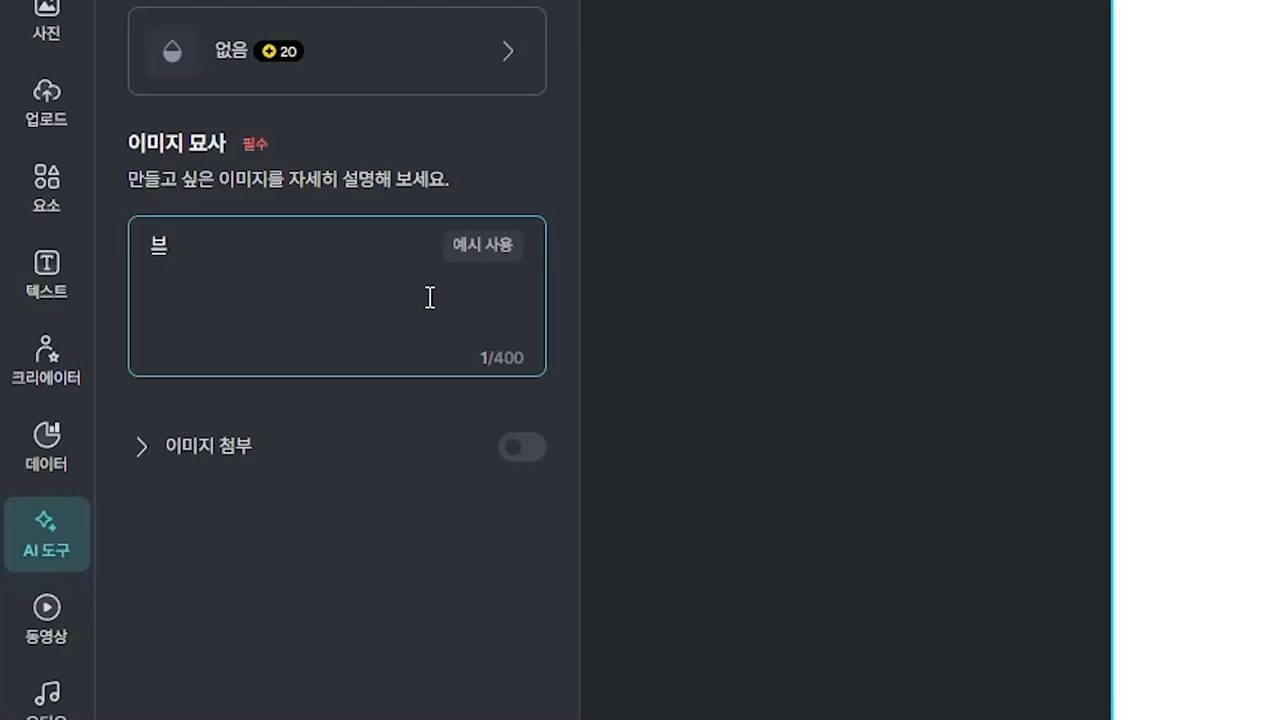 사진
업로드
요소
텍스트
크리에이터
데이터
AI 도구
동영상
없음 20
이미지 묘사 필수
만들고 싶은 이미지를 자세히 설명해 보세요.
브
예시 사용
1/400
이미지 첨부